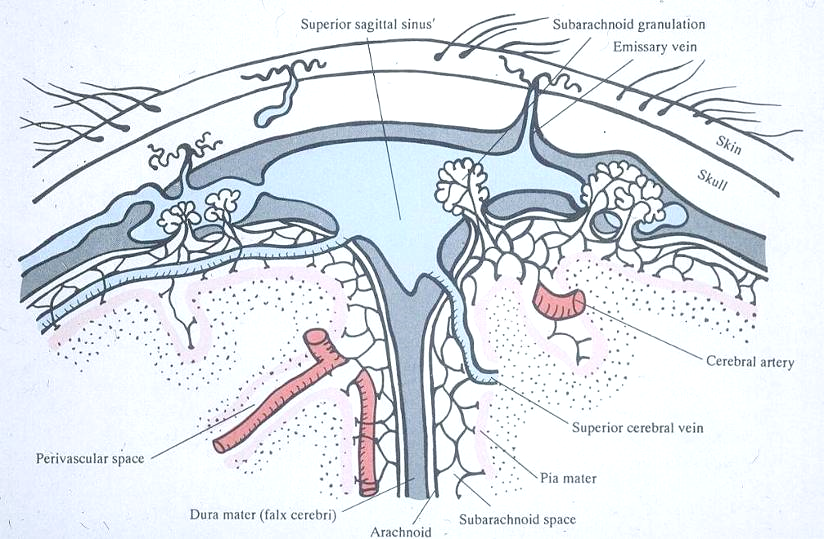 Superior sagittal sinus'
Subarachnoid granulation
Emissary vein
Skin
Skull
Cerebral artery
Superior cerebral vein
Perivascular space
Pia mater
Dura mater (falx cerebri)
Subarachnoid space
Arachnoid